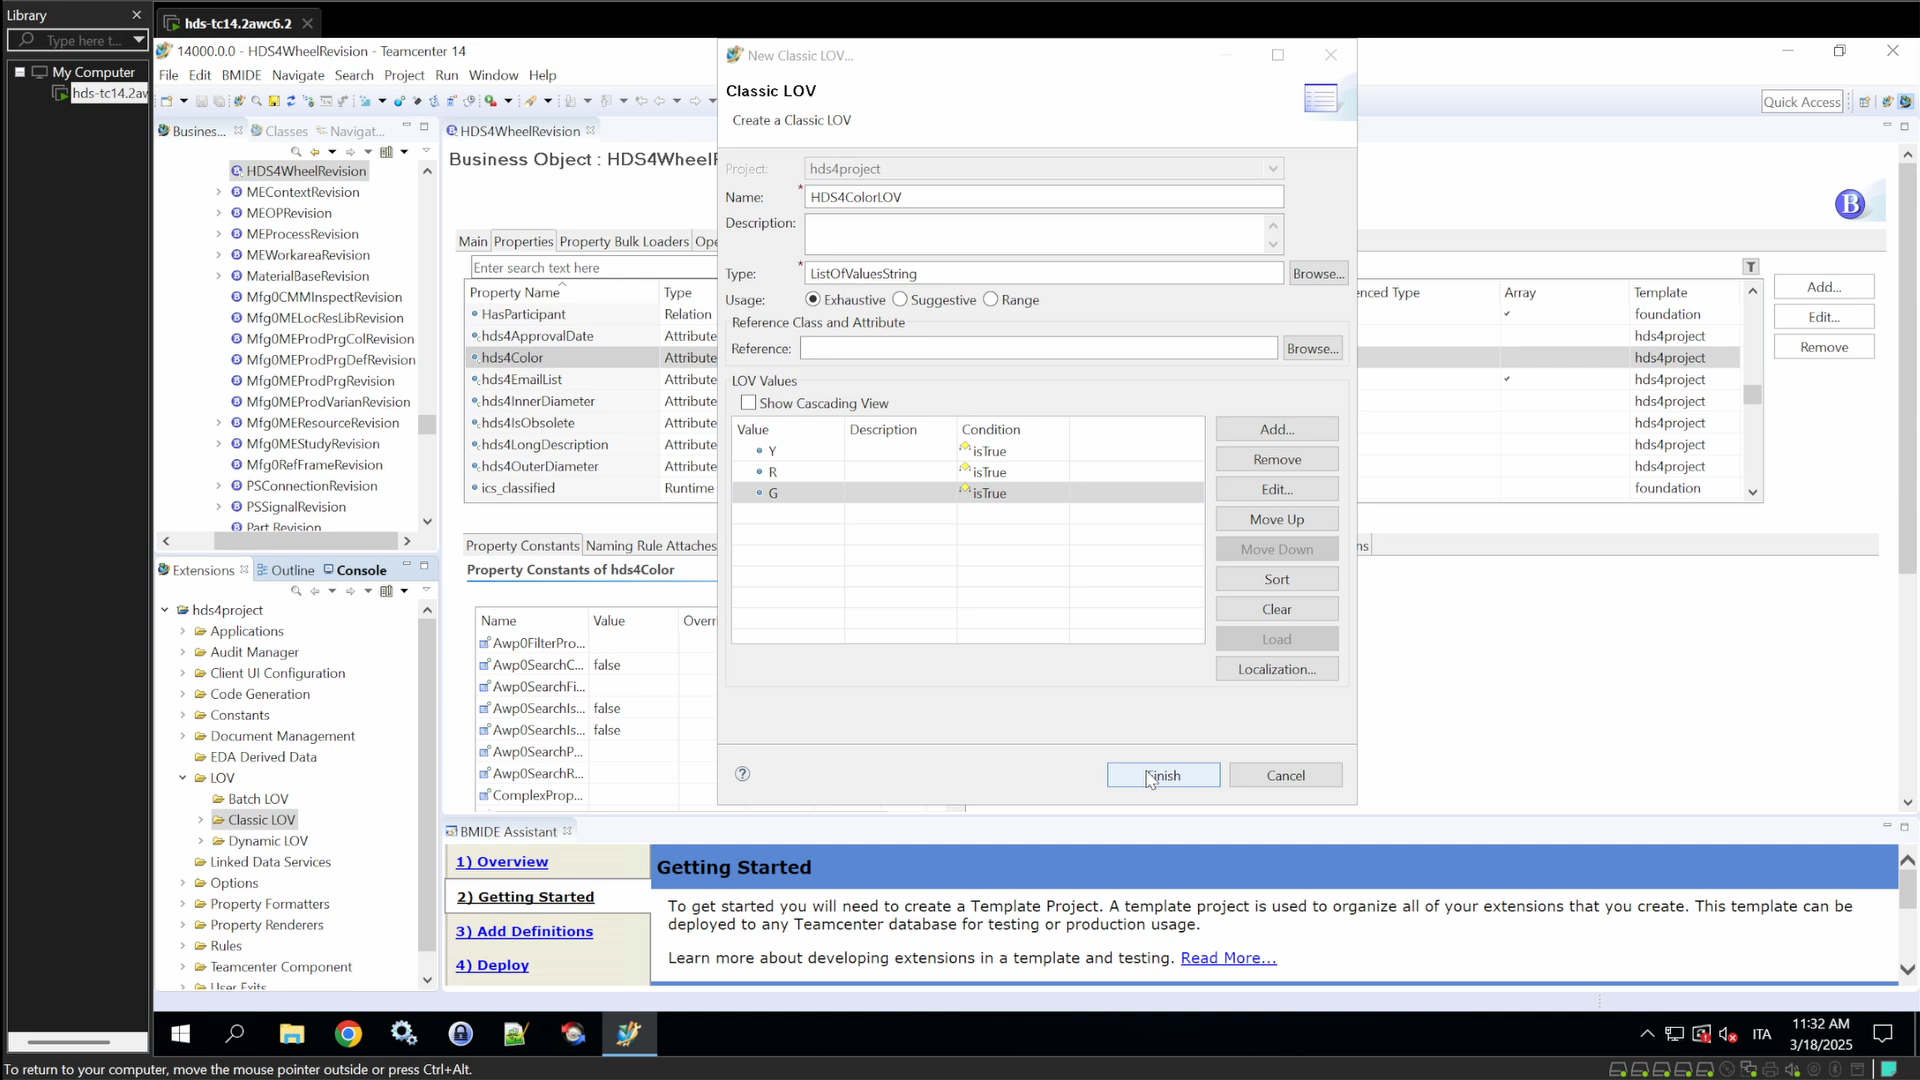 Library
hds-tc14.2awc6.2
Type here t...
My Computer
hds-tc14.2aw
14000.0.0 - HDS4WheelRevision - Teamcenter 14
File Edit BMIDE Navigate Search Project Run Window Help
Quick Access
Busines... Classes Navigat...
HDS4WheelRevision
MEContextRevision
MEOPRevision
MEProcessRevision
MEWorkareaRevision
MaterialBaseRevision
Mfg0CMMInspectRevision
Mfg0MELocResLibRevision
Mfg0MEProdPrgColRevision
Mfg0MEProdPrgDefRevision
Mfg0MEProdPrgRevision
Mfg0MEProdVarianRevision
Mfg0MEResourceRevision
Mfg0MEStudyRevision
Mfg0RefFrameRevision
PSConnectionRevision
PSSignalRevision
Part Revision
Extensions Outline Console
hds4project
Applications
Audit Manager
Client UI Configuration
Code Generation
Constants
Document Management
EDA Derived Data
LOV
Batch LOV
Classic LOV
Dynamic LOV
Linked Data Services
Options
Property Formatters
Property Renderers
Rules
Teamcenter Component
User Exits
HDS4WheelRevision
Business Object : HDS4WheelR
Main Properties Property Bulk Loaders Ope
Enter search text here
Property Name Type
HasParticipant Relation
hds4ApprovalDate Attribute
hds4Color Attribute
hds4EmailList Attribute
hds4InnerDiameter Attribute
hds4IsObsolete Attribute
hds4LongDescription Attribute
hds4OuterDiameter Attribute
ics_classified Runtime
enced Type Array Template
foundation
hds4project
hds4project
hds4project
hds4project
hds4project
hds4project
hds4project
foundation
Add...
Edit...
Remove
Property Constants Naming Rule Attaches
ns
Property Constants of hds4Color
Name Value Overr
Awp0FilterPro...
Awp0SearchC... false
Awp0SearchFi...
Awp0SearchIs... false
Awp0SearchIs... false
Awp0SearchP...
Awp0SearchR...
ComplexProp...
New Classic LOV...
Classic LOV
Create a Classic LOV
Project: hds4project
Name: * HDS4ColorLOV
Description:
Type: * ListOfValuesString Browse...
Usage: Exhaustive Suggestive Range
Reference Class and Attribute
Reference: Browse...
LOV Values
Show Cascading View
Value Description Condition
Y isTrue
R isTrue
G isTrue
Add...
Remove
Edit...
Move Up
Move Down
Sort
Clear
Load
Localization...
Finish Cancel
BMIDE Assistant
1) Overview
2) Getting Started
3) Add Definitions
4) Deploy
Getting Started
To get started you will need to create a Template Project. A template project is used to organize all of your extensions that you create. This template can be
deployed to any Teamcenter database for testing or production usage.
Learn more about developing extensions in a template and testing. Read More...
ITA
11:32 AM
3/18/2025
To return to your computer, move the mouse pointer outside or press Ctrl+Alt.